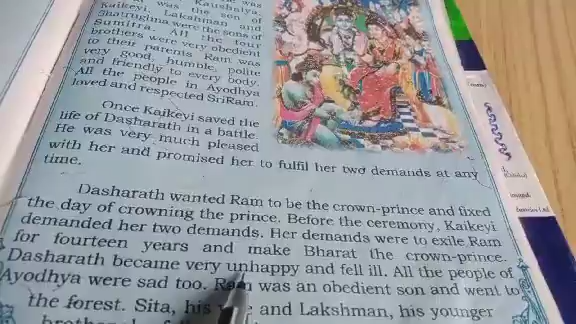 Kaushalya,
was the son of
Kaikeyi, Lakshman and
Shatrughna were the sons of
Sumitra. All the four
brothers were very obedient
to their parents Ram was
very good, humble, polite
and friendly to every body.
All the people in Ayodhya
loved and respected SriRam.
Once Kaikeyi saved the
life of Dasharath in a battle.
He was very much pleased
with her and promised her to fulfil her two demands at any
time.
Dasharath wanted Ram to be the crown-prince and fixed
the day of crowning the prince. Before the ceremony, Kaikeyi
demanded her two demands. Her demands were to exile Ram
for fourteen years and make Bharat the crown-prince.
Dasharath became very unhappy and fell ill. All the people of
Ayodhya were sad too. Ram was an obedient son and went to
the forest. Sita, his and Lakshman, his younger